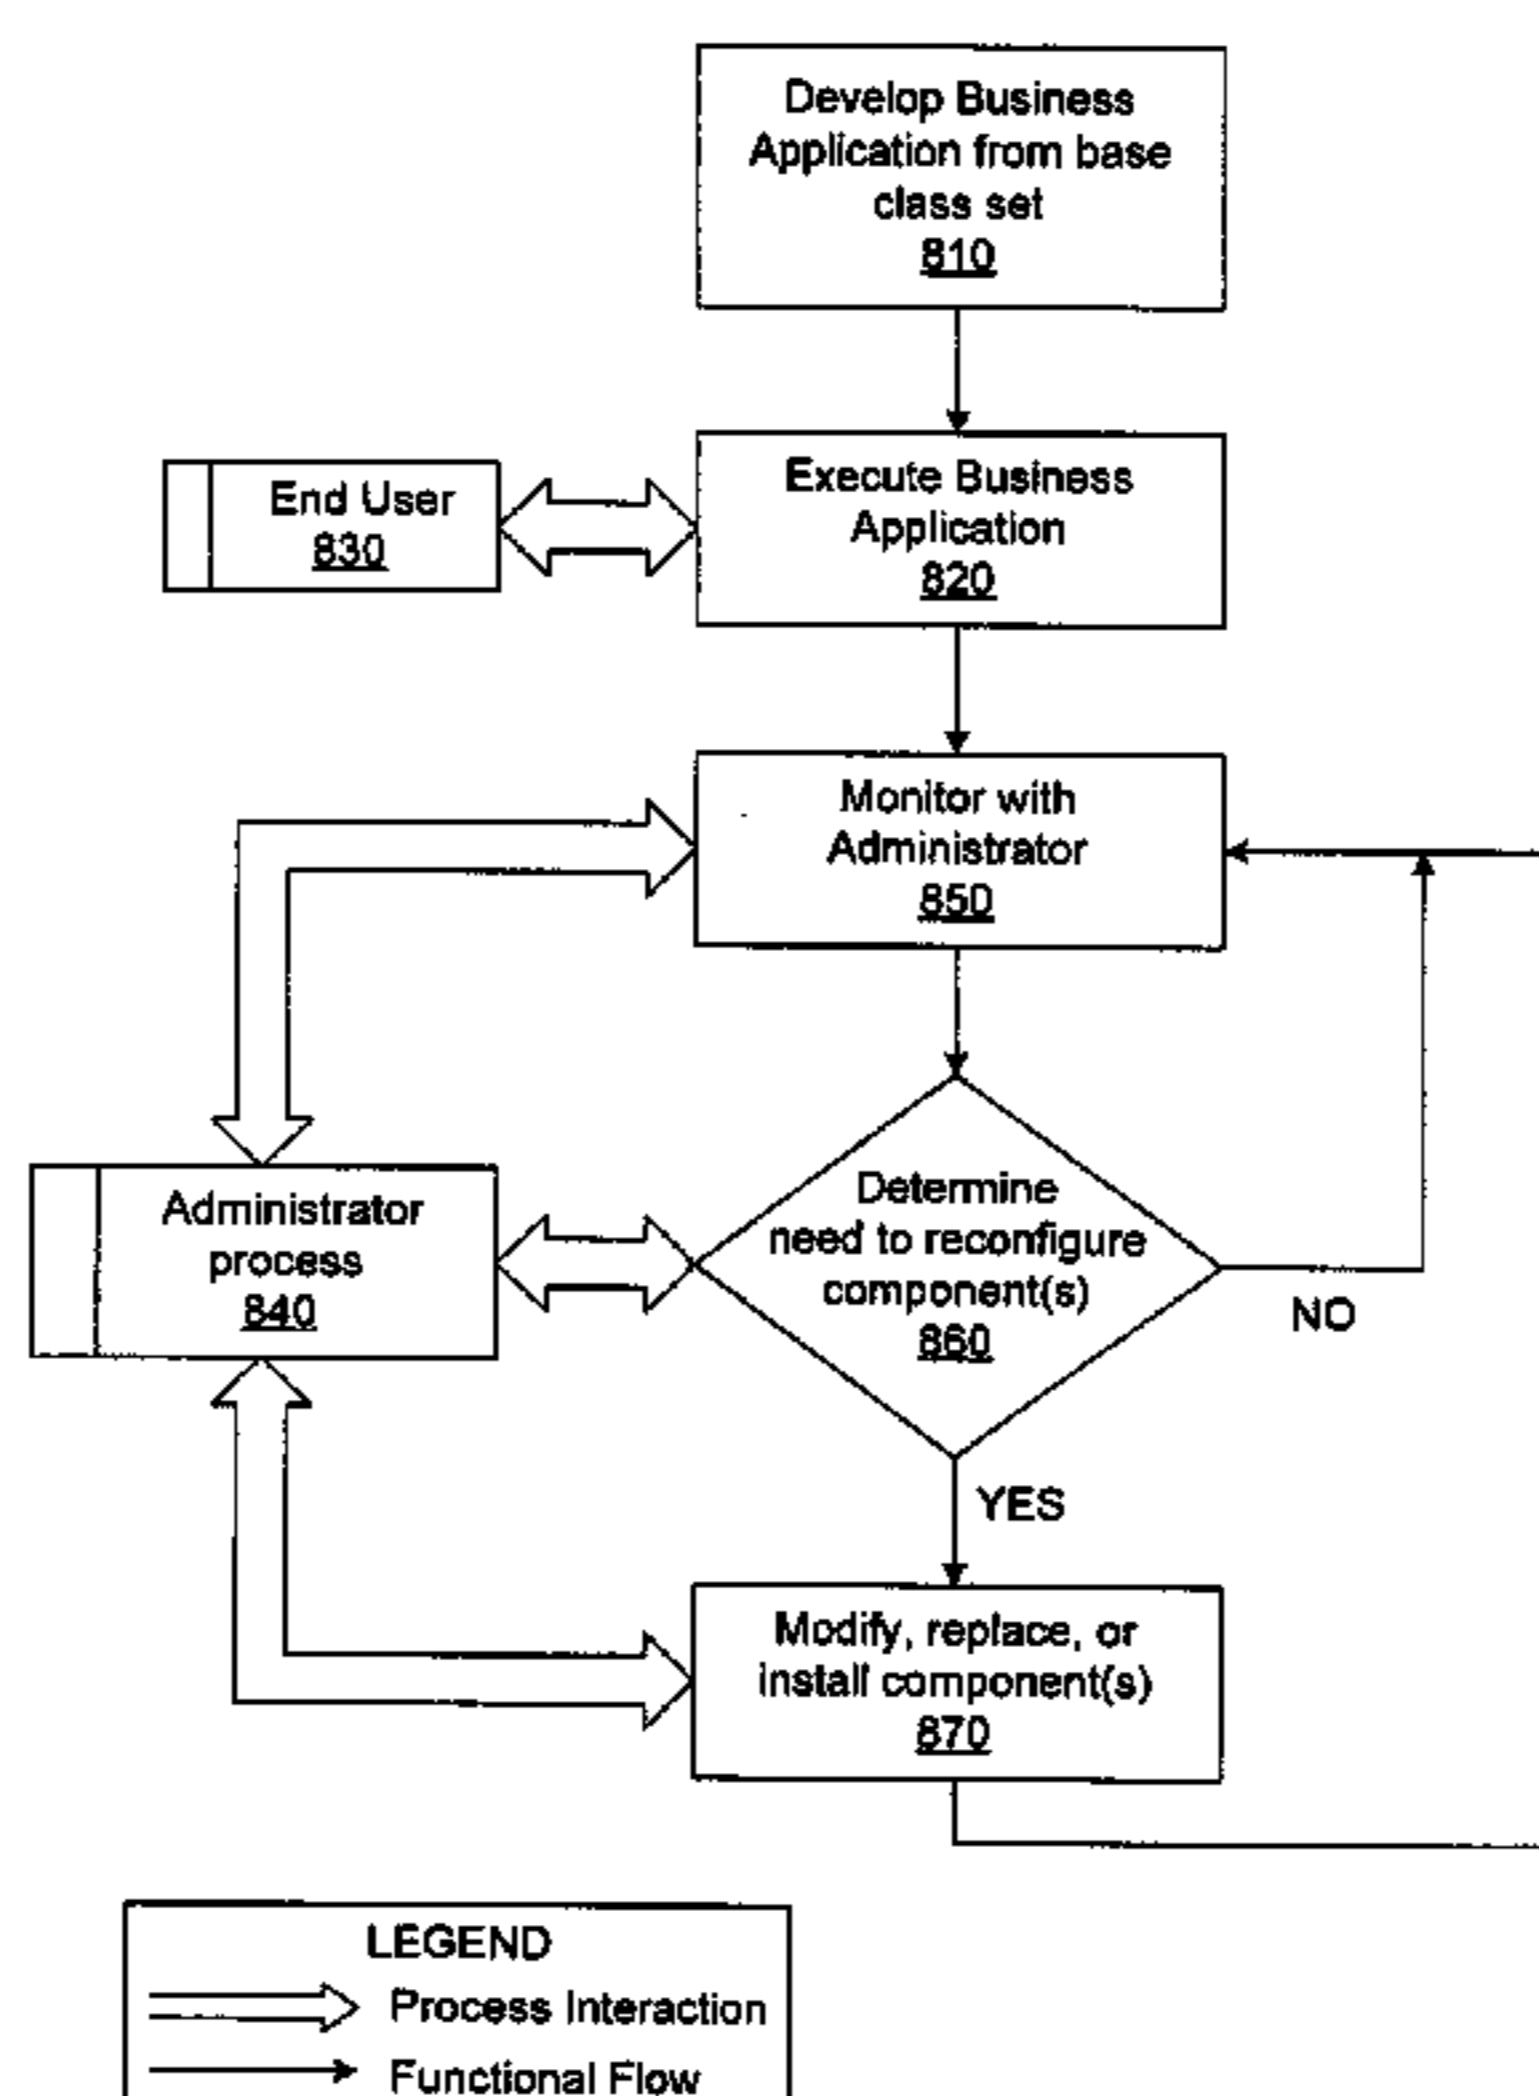 Develop Business
Application from base
class set
810
End User
830
Execute Business
Application
820
Monitor with
Administrator
850
Administrator
process
840
Determine
need to reconfigure
component(s)
860
NO
YES
Modify, replace, or
install component(s)
870
LEGEND
Process Interaction
Functional Flow